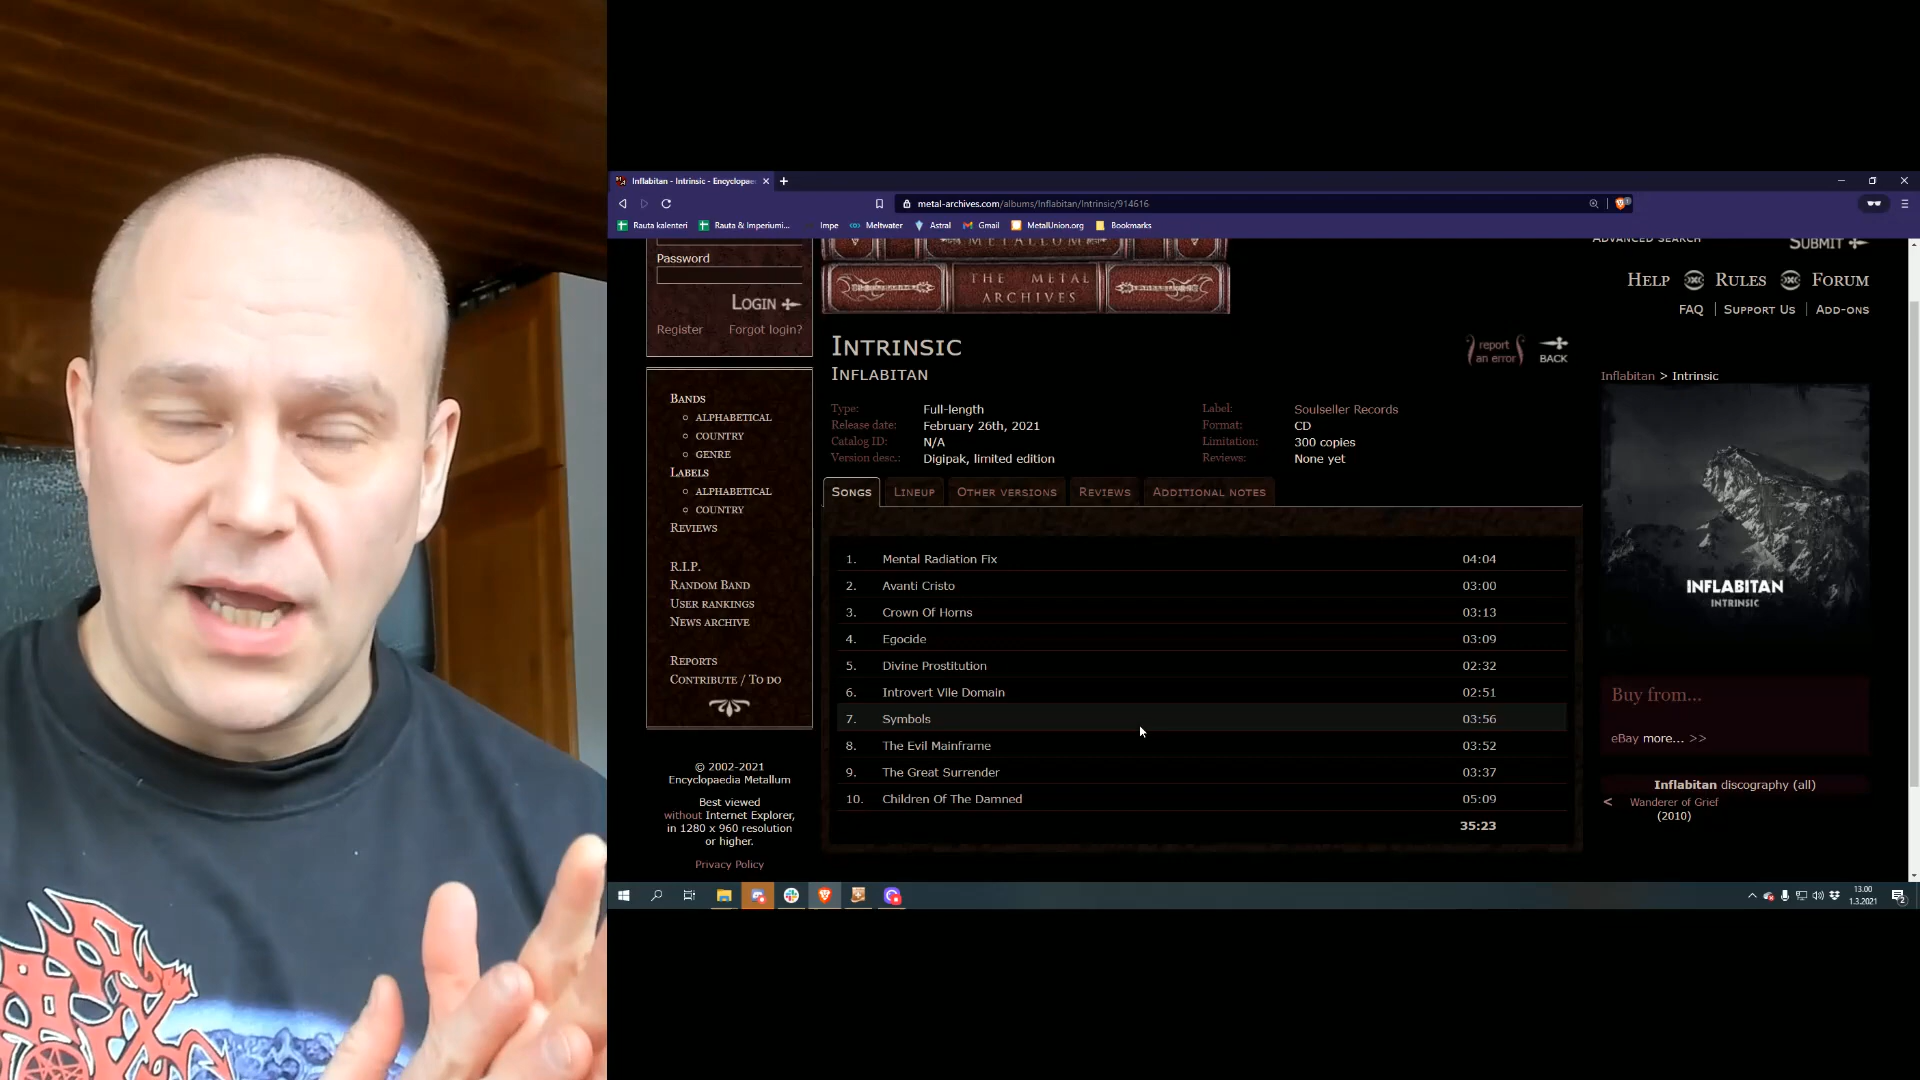 Inflabitan - Intrinsic - Encyclopae
metal-archives.com/albums/Inflabitan/Intrinsic/914616
Rauta kalenteri
Rauta & Imperiumi...
Impe
Meltwater
Astral
Gmail
MetalUnion.org
Bookmarks
METALLUM
THE METAL
ARCHIVES
ADVANCED SEARCH
SUBMIT
HELP
RULES
FORUM
FAQ
SUPPORT US
ADD-ONS
Password
LOGIN
Register
Forgot login?
BANDS
ALPHABETICAL
COUNTRY
GENRE
LABELS
ALPHABETICAL
COUNTRY
REVIEWS
R.I.P.
RANDOM BAND
USER RANKINGS
NEWS ARCHIVE
REPORTS
CONTRIBUTE / TO DO
© 2002-2021
Encyclopaedia Metallum
Best viewed
without Internet Explorer,
in 1280 x 960 resolution
or higher.
Privacy Policy
INTRINSIC
INFLABITAN
report
an error
BACK
Type: Full-length
Release date: February 26th, 2021
Catalog ID: N/A
Version desc.: Digipak, limited edition
Label: Soulseller Records
Format: CD
Limitation: 300 copies
Reviews: None yet
SONGS
LINEUP
OTHER VERSIONS
REVIEWS
ADDITIONAL NOTES
1. Mental Radiation Fix 04:04
2. Avanti Cristo 03:00
3. Crown Of Horns 03:13
4. Egocide 03:09
5. Divine Prostitution 02:32
6. Introvert Vile Domain 02:51
7. Symbols 03:56
8. The Evil Mainframe 03:52
9. The Great Surrender 03:37
10. Children Of The Damned 05:09
35:23
Inflabitan > Intrinsic
INFLABITAN
INTRINSIC
Buy from...
eBay more... >>
Inflabitan discography (all)
< Wanderer of Grief
(2010)
13.00
1.3.2021